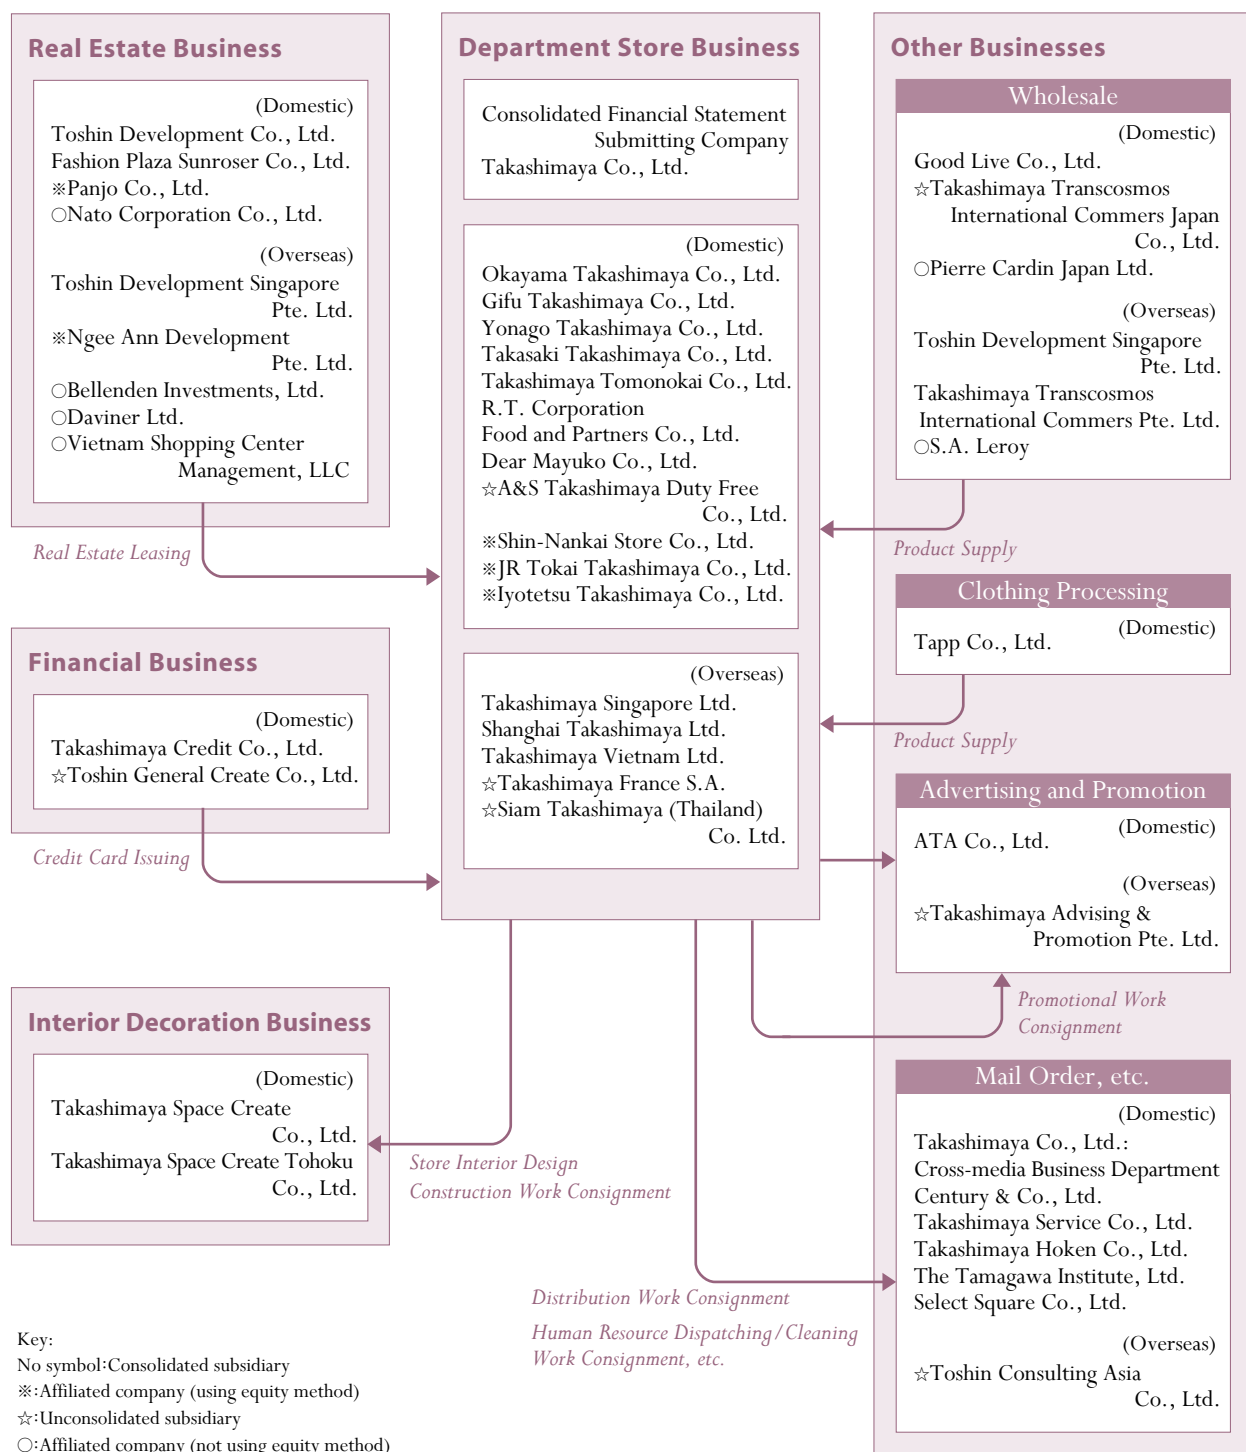 Real Estate Business
(Domestic)
Toshin Development Co., Ltd.
Fashion Plaza Sunroser Co., Ltd.
※Panjo Co., Ltd.
○Nato Corporation Co., Ltd.
(Overseas)
Toshin Development Singapore
Pte. Ltd.
※Ngee Ann Development
Pte. Ltd.
○Bellenden Investments, Ltd.
○Daviner Ltd.
○Vietnam Shopping Center
Management, LLC
Real Estate Leasing
Financial Business
(Domestic)
Takashimaya Credit Co., Ltd.
☆Toshin General Create Co., Ltd.
Credit Card Issuing
Interior Decoration Business
(Domestic)
Takashimaya Space Create
Co., Ltd.
Takashimaya Space Create Tohoku
Co., Ltd.
Department Store Business
Consolidated Financial Statement
Submitting Company
Takashimaya Co., Ltd.
(Domestic)
Okayama Takashimaya Co., Ltd.
Gifu Takashimaya Co., Ltd.
Yonago Takashimaya Co., Ltd.
Takasaki Takashimaya Co., Ltd.
Takashimaya Tomonokai Co., Ltd.
R.T. Corporation
Food and Partners Co., Ltd.
Dear Mayuko Co., Ltd.
☆A&S Takashimaya Duty Free
Co., Ltd.
※Shin-Nankai Store Co., Ltd.
※JR Tokai Takashimaya Co., Ltd.
※Iyotetsu Takashimaya Co., Ltd.
(Overseas)
Takashimaya Singapore Ltd.
Shanghai Takashimaya Ltd.
Takashimaya Vietnam Ltd.
☆Takashimaya France S.A.
☆Siam Takashimaya (Thailand)
Co. Ltd.
Store Interior Design
Construction Work Consignment
Distribution Work Consignment
Human Resource Dispatching/Cleaning
Work Consignment, etc.
Other Businesses
Wholesale
(Domestic)
Good Live Co., Ltd.
☆Takashimaya Transcosmos
International Commers Japan
Co., Ltd.
○Pierre Cardin Japan Ltd.
(Overseas)
Toshin Development Singapore
Pte. Ltd.
Takashimaya Transcosmos
International Commers Pte. Ltd.
○S.A. Leroy
Product Supply
Clothing Processing
(Domestic)
Tapp Co., Ltd.
Product Supply
Advertising and Promotion
(Domestic)
ATA Co., Ltd.
(Overseas)
☆Takashimaya Advising &
Promotion Pte. Ltd.
Promotional Work
Consignment
Mail Order, etc.
(Domestic)
Takashimaya Co., Ltd.:
Cross-media Business Department
Century & Co., Ltd.
Takashimaya Service Co., Ltd.
Takashimaya Hoken Co., Ltd.
The Tamagawa Institute, Ltd.
Select Square Co., Ltd.
(Overseas)
☆Toshin Consulting Asia
Co., Ltd.
Key:
No symbol:Consolidated subsidiary
※:Affiliated company (using equity method)
☆:Unconsolidated subsidiary
○:Affiliated company (not using equity method)